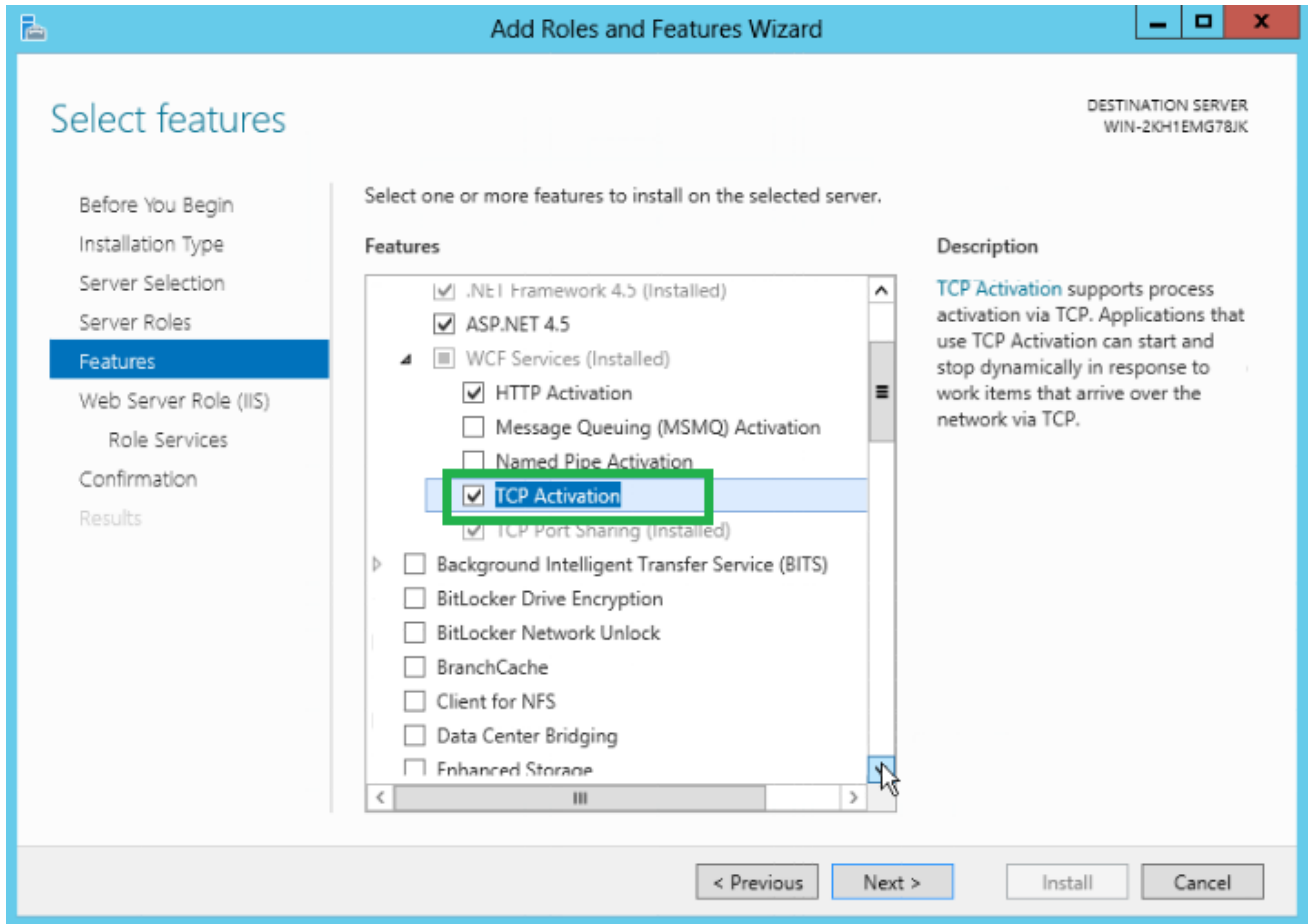 Add Roles and Features Wizard
Select features
DESTINATION SERVER
WIN-2KH1EMG78JK
Before You Begin
Installation Type
Server Selection
Server Roles
Features
Web Server Role (IIS)
Role Services
Confirmation
Results
Select one or more features to install on the selected server.
Features
.NET Framework 4.5 (Installed)
ASP.NET 4.5
WCF Services (Installed)
HTTP Activation
Message Queuing (MSMQ) Activation
Named Pipe Activation
TCP Activation
TCP Port Sharing (Installed)
Background Intelligent Transfer Service (BITS)
BitLocker Drive Encryption
BitLocker Network Unlock
BranchCache
Client for NFS
Data Center Bridging
Enhanced Storage
Description
TCP Activation supports process
activation via TCP. Applications that
use TCP Activation can start and
stop dynamically in response to
work items that arrive over the
network via TCP.
< Previous
Next >
Install
Cancel